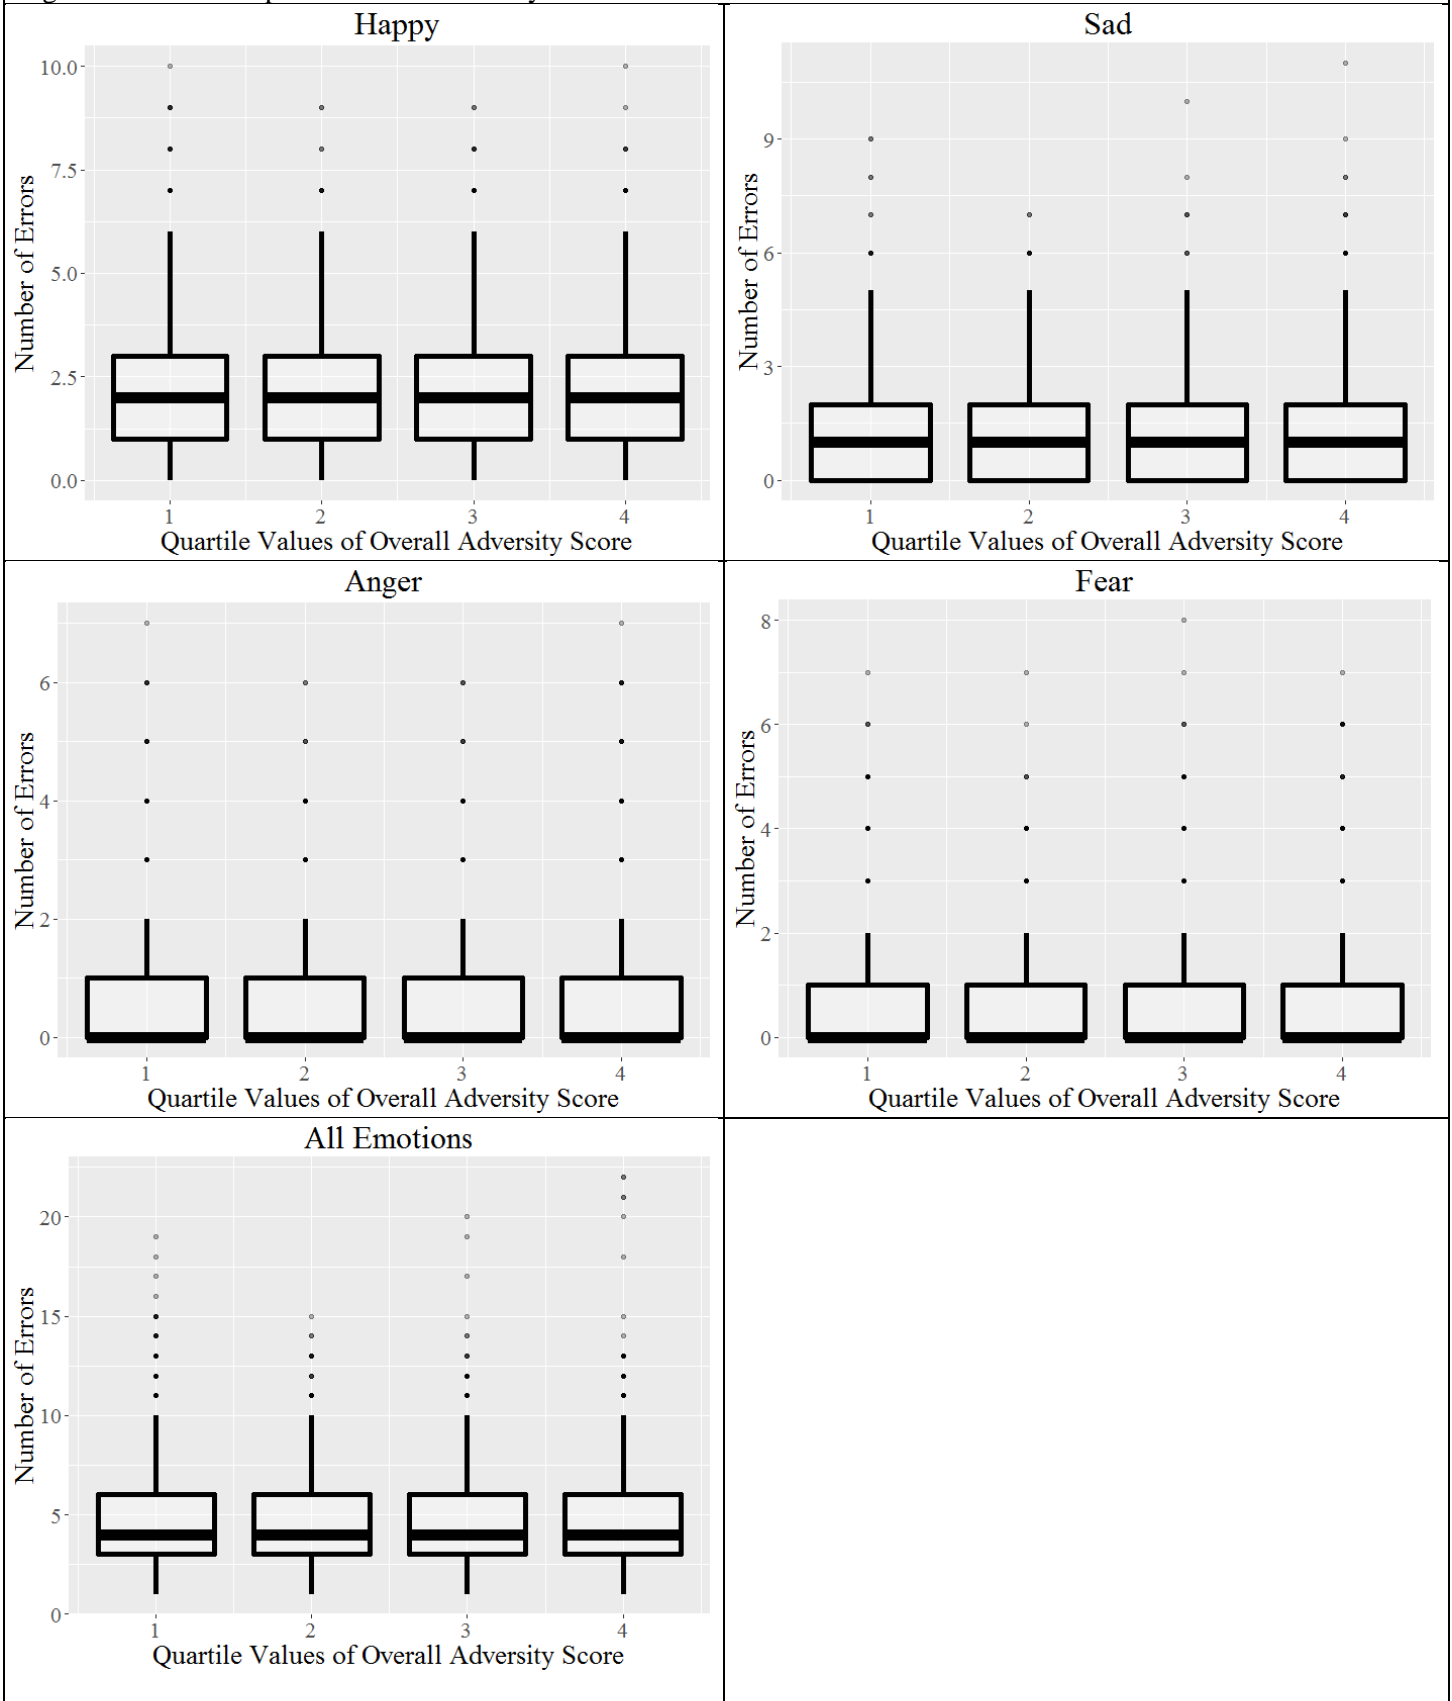 Happy
10.0
7.5
5.0
2.5
0.0
Number of Errors
1 2 3 4
Quartile Values of Overall Adversity Score
Sad
9
6
3
0
Number of Errors
1 2 3 4
Quartile Values of Overall Adversity Score
Anger
6
4
2
0
Number of Errors
1 2 3 4
Quartile Values of Overall Adversity Score
Fear
8
6
4
2
0
Number of Errors
1 2 3 4
Quartile Values of Overall Adversity Score
All Emotions
20
15
10
5
0
Number of Errors
1 2 3 4
Quartile Values of Overall Adversity Score